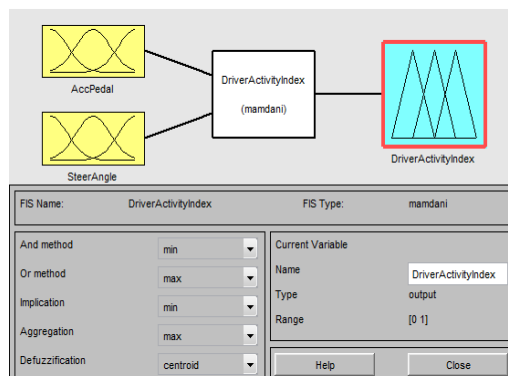 AccPedal
DriverActivityIndex
(mamdani)
SteerAngle
DriverActivityIndex
FIS Name: DriverActivityIndex FIS Type: mamdani
And method min
Or method max
Implication min
Aggregation max
Defuzzification centroid
Current Variable
Name DriverActivityIndex
Type output
Range [0 1]
Help Close